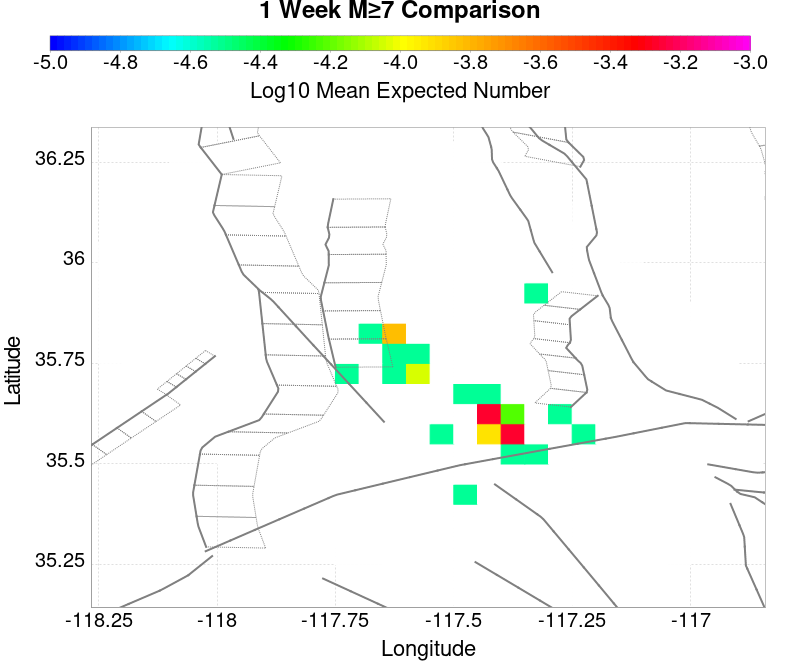 1 Week M≥7 Comparison
-5.0 -4.8 -4.6 -4.4 -4.2 -4.0 -3.8 -3.6 -3.4 -3.2 -3.0
Log10 Mean Expected Number
36.25
36
35.75
35.5
35.25
Latitude
-118.25 -118 -117.75 -117.5 -117.25 -117
Longitude